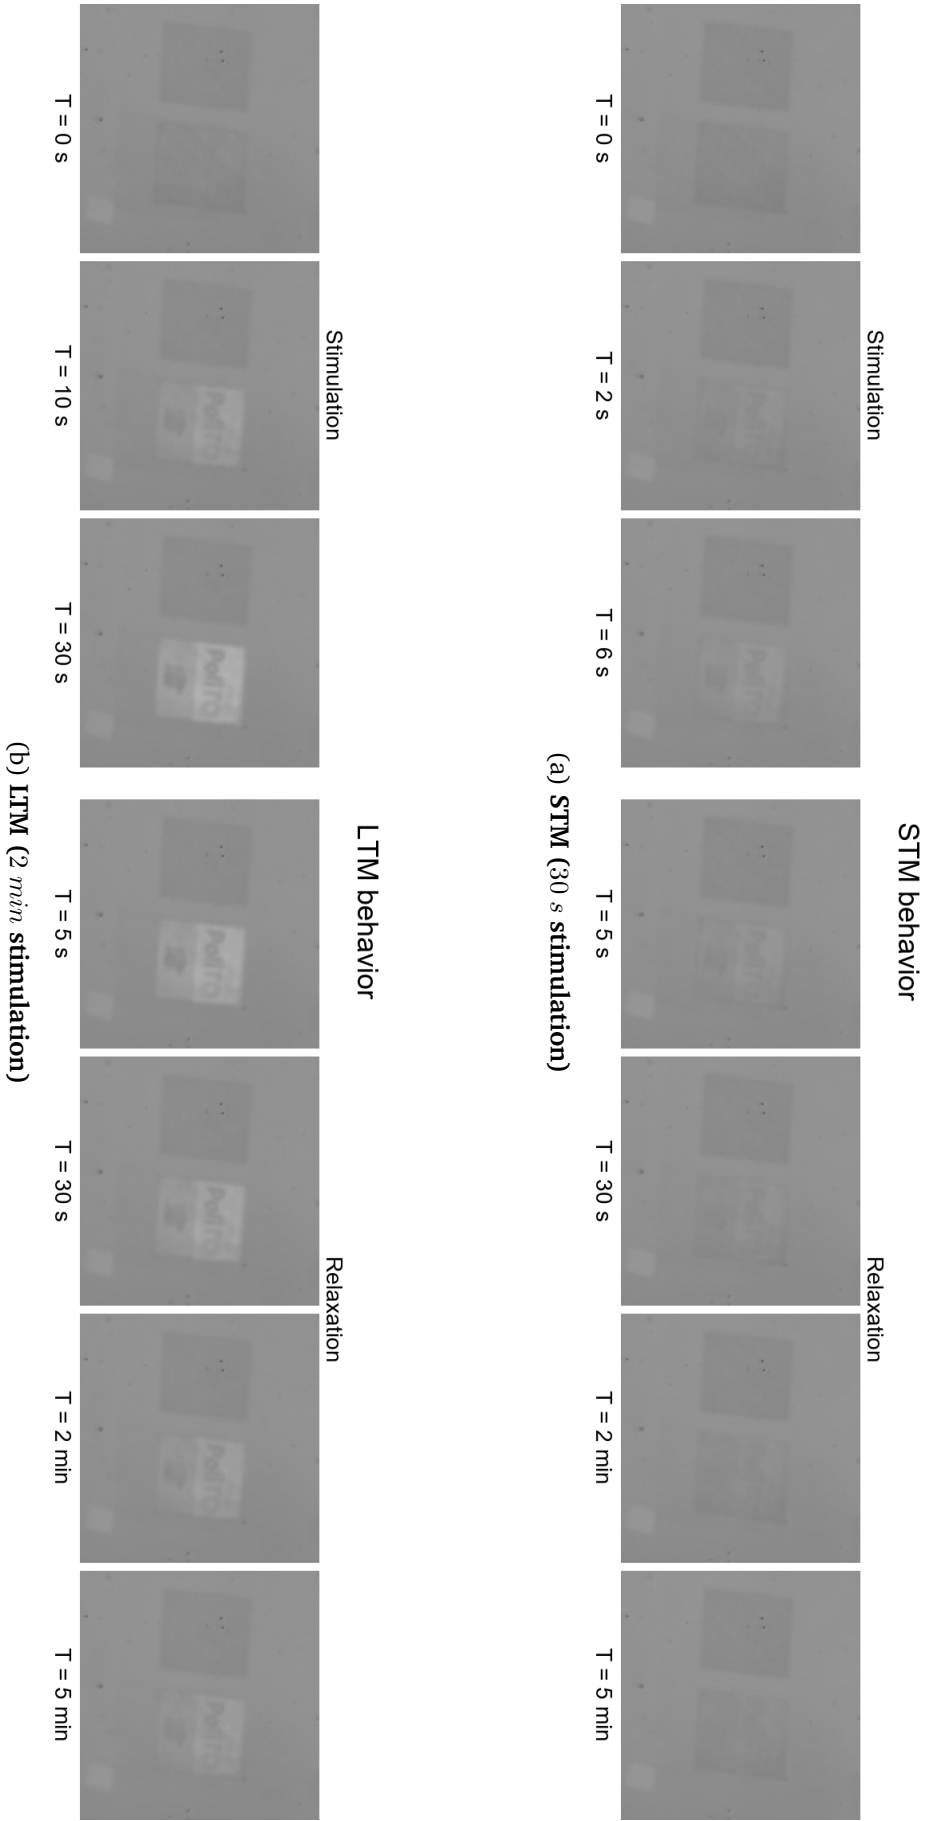 STM behavior
Stimulation
Relaxation
T = 0 s
T = 2 s
T = 6 s
T = 5 s
T = 30 s
T = 2 min
T = 5 min
(a) STM (30 s stimulation)
LTM behavior
Stimulation
Relaxation
T = 0 s
T = 10 s
T = 30 s
T = 5 s
T = 30 s
T = 2 min
T = 5 min
(b) LTM (2 min stimulation)